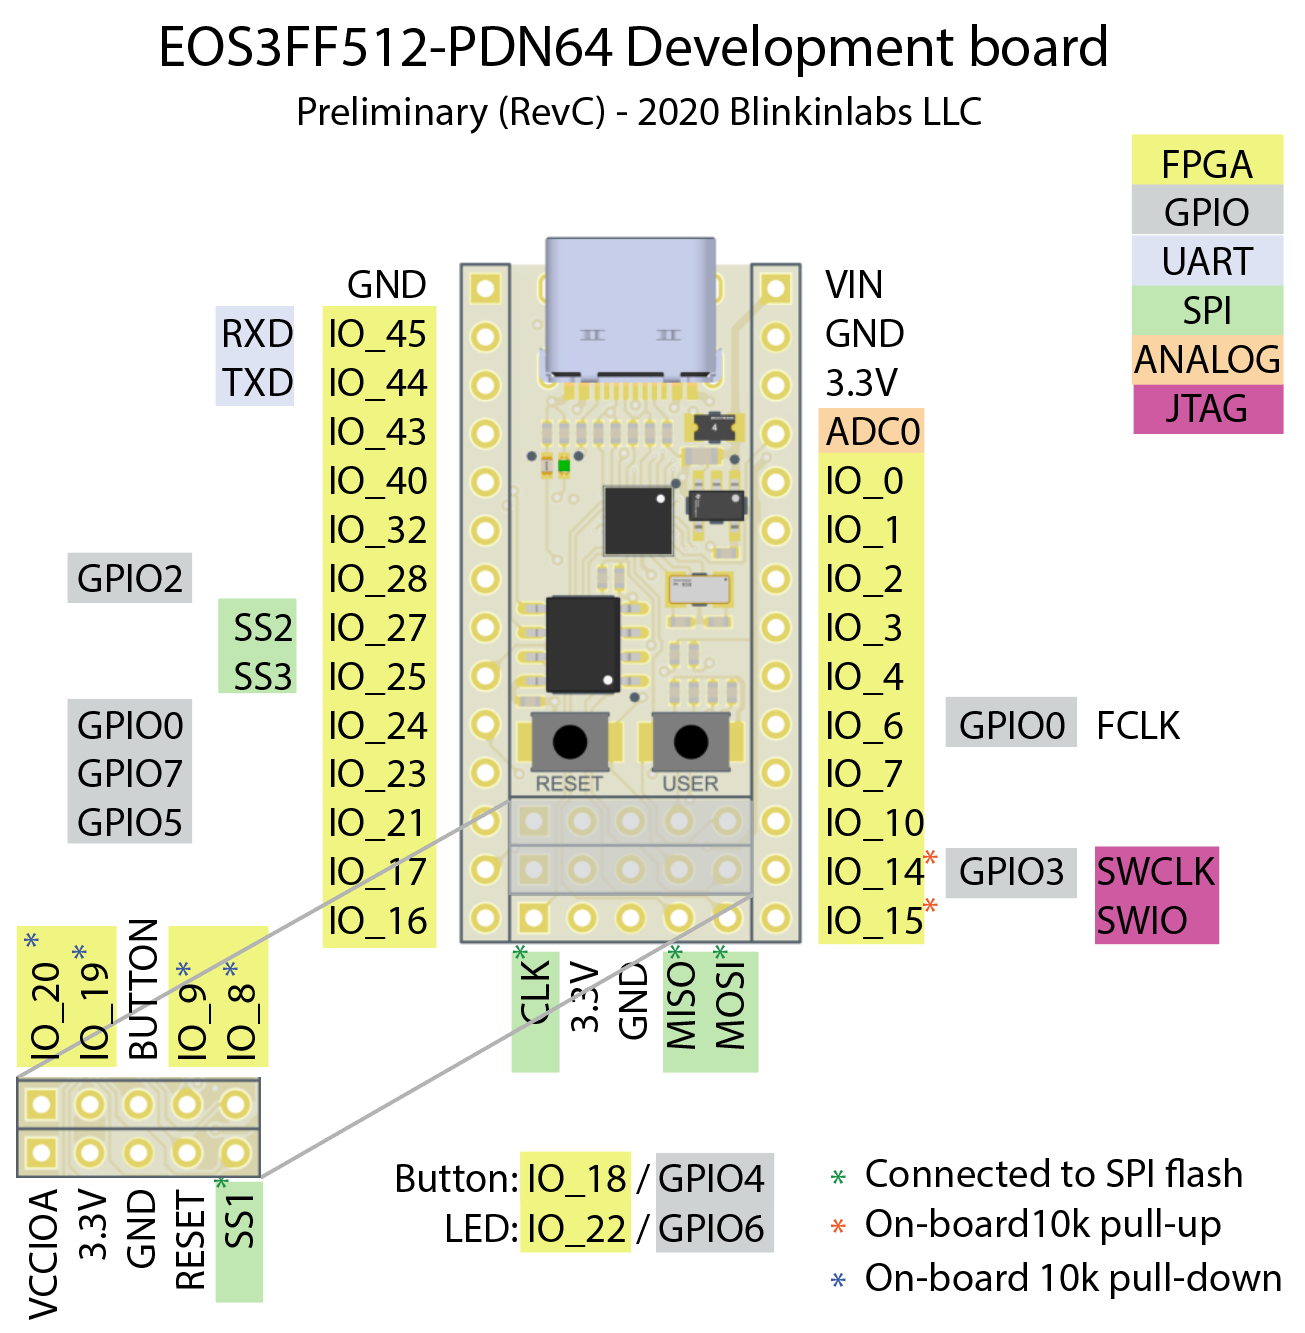 EOS3FF512-PDN64 Development board
Preliminary (RevC) - 2020 Blinkinlabs LLC
FPGA
GPIO
UART
SPI
ANALOG
JTAG
GND
RXD IO_45
TXD IO_44
IO_43
IO_40
IO_32
GPIO2 IO_28
SS2 IO_27
SS3 IO_25
GPIO0 IO_24
GPIO7 IO_23
GPIO5 IO_21
IO_17
IO_16
4
RESET USER
VIN
GND
3.3V
ADC0
IO_0
IO_1
IO_2
IO_3
IO_4
IO_6 GPIO0 FCLK
IO_7
IO_10
IO_14* GPIO3 SWCLK
IO_15* SWIO
CLK*
3.3V
GND
MISO*
MOSI*
IO_20*
IO_19*
BUTTON
IO_9*
IO_8*
VCCIOA
3.3V
GND
RESET
SS1*
Button: IO_18 / GPIO4
LED: IO_22 / GPIO6
* Connected to SPI flash
* On-board10k pull-up
* On-board 10k pull-down